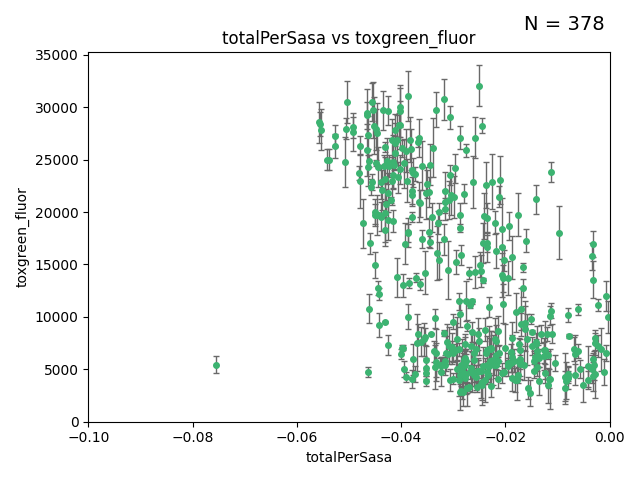 N = 378
totalPerSasa vs toxgreen_fluor
35000
30000
25000
20000
15000
10000
5000
0
toxgreen_fluor
−0.10 −0.08 −0.06 −0.04 −0.02 0.00
totalPerSasa